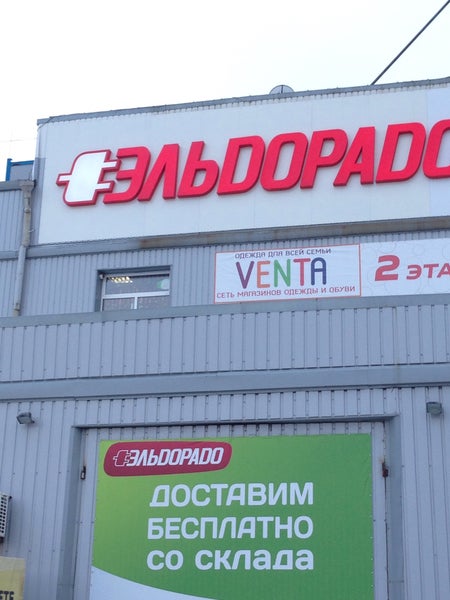 ЭЛЬДОРАДО
ОДЕЖДА ДЛЯ ВСЕЙ СЕМЬИ
VENTA
СЕТЬ МАГАЗИНОВ ОДЕЖДЫ И ОБУВИ
2 ЭТА
ЭЛЬДОРАДО
ДОСТАВИМ
БЕСПЛАТНО
СО СКЛАДА